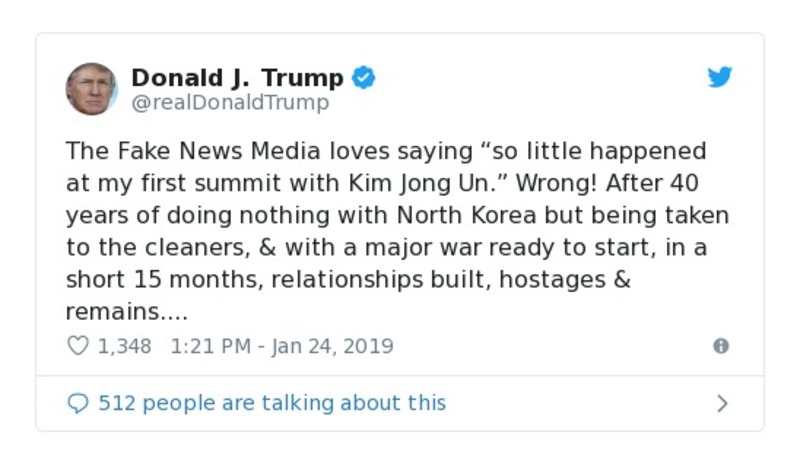 Donald J. Trump
@realDonaldTrump
The Fake News Media loves saying “so little happened
at my first summit with Kim Jong Un.” Wrong! After 40
years of doing nothing with North Korea but being taken
to the cleaners, & with a major war ready to start, in a
short 15 months, relationships built, hostages &
remains....
1,348 1:21 PM - Jan 24, 2019
512 people are talking about this